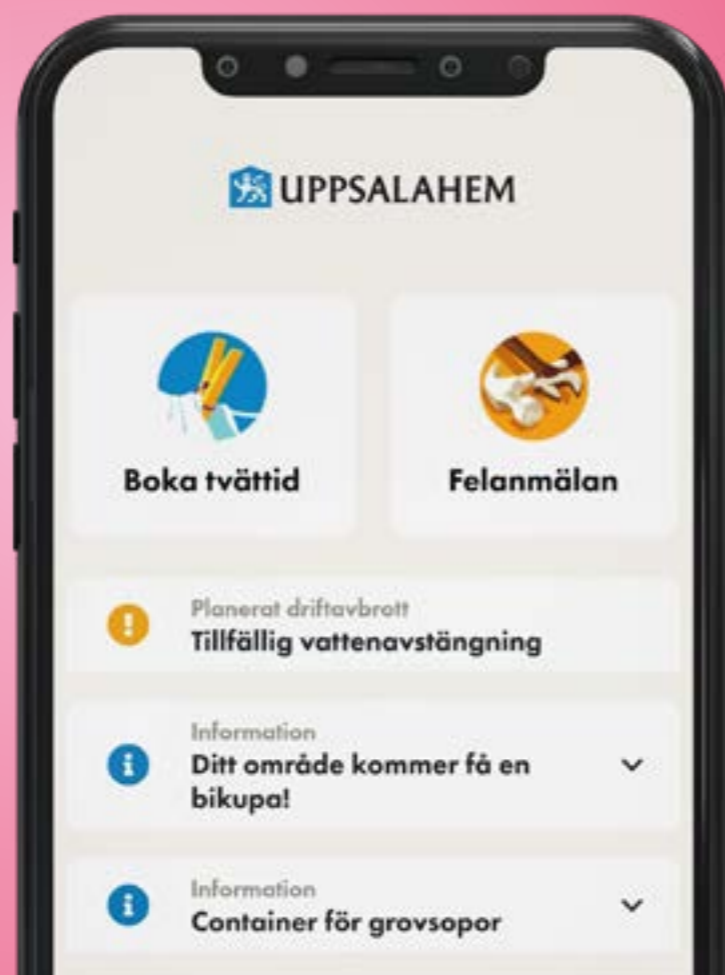 UPPSALAHEM
Boka tvättid
Felanmälan
Planerat driftavbrott
Tillfällig vattenavstängning
Information
Ditt område kommer få en
bikupa!
Information
Container för grovsopor